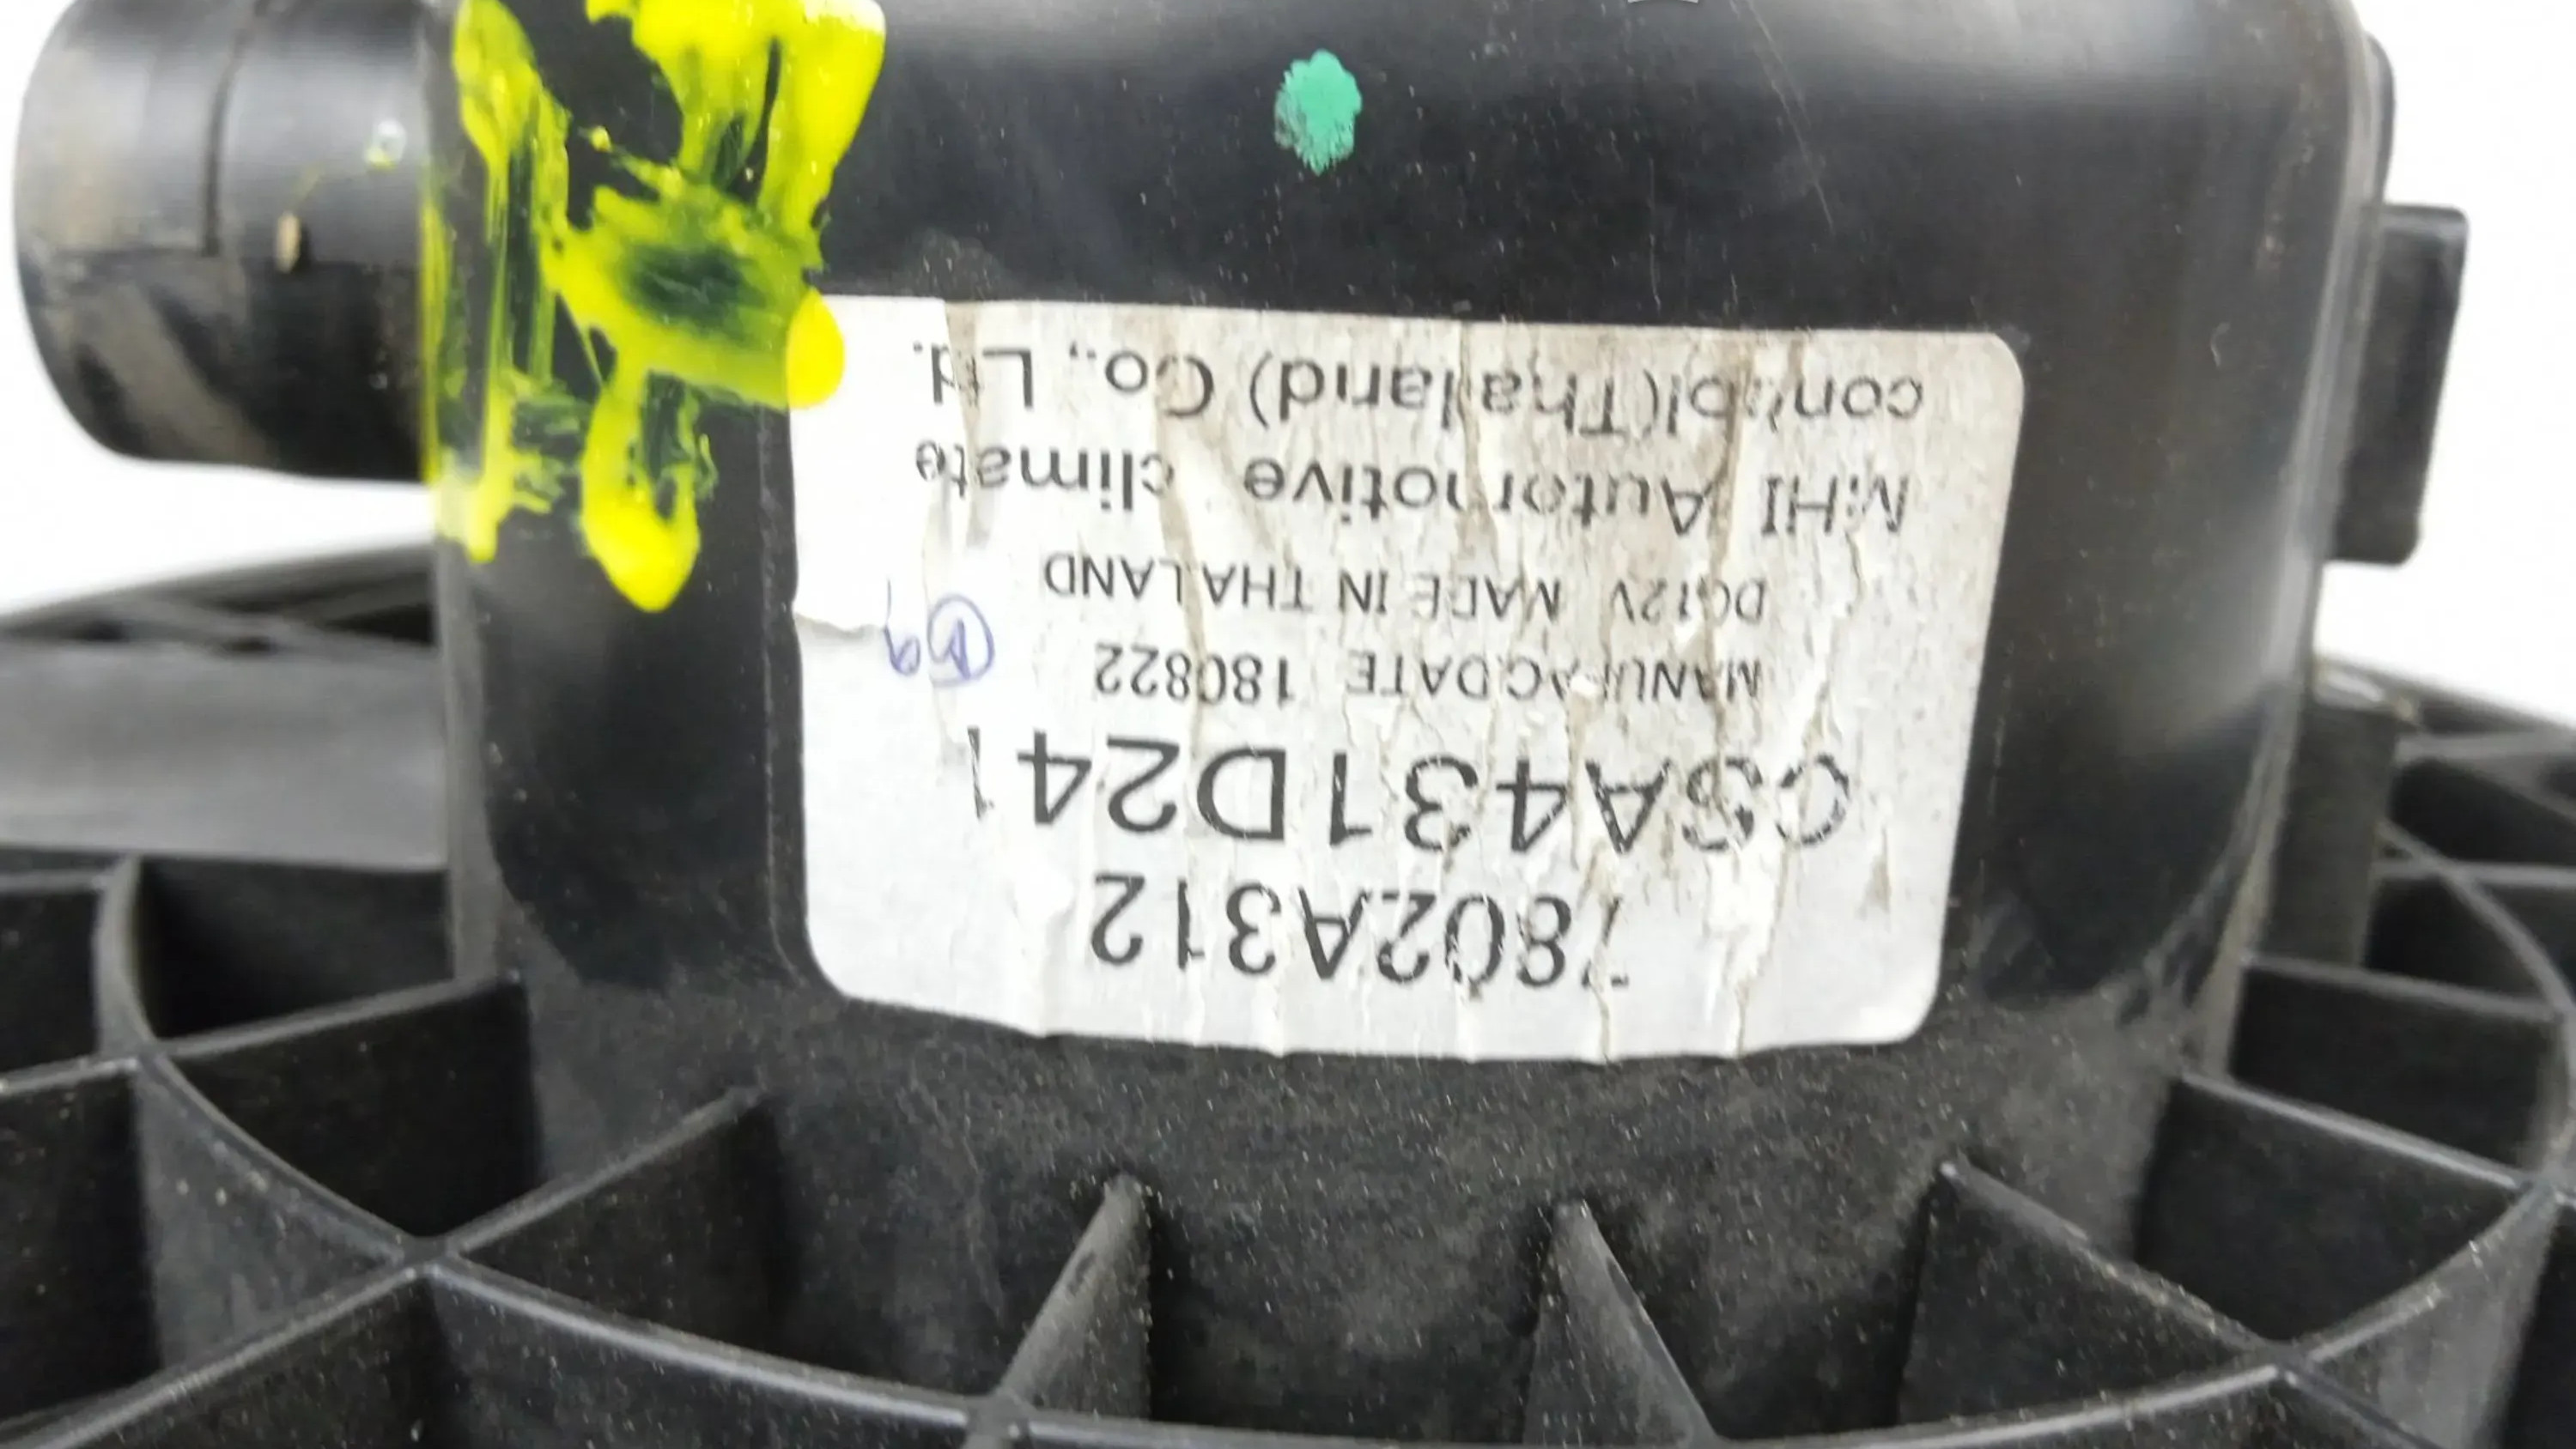 7802A312
CSA431D241
MANUFAC.DATE 180822
DC12V MADE IN THAILAND
MHI Automotive climate
control(Thailand) Co., Ltd.